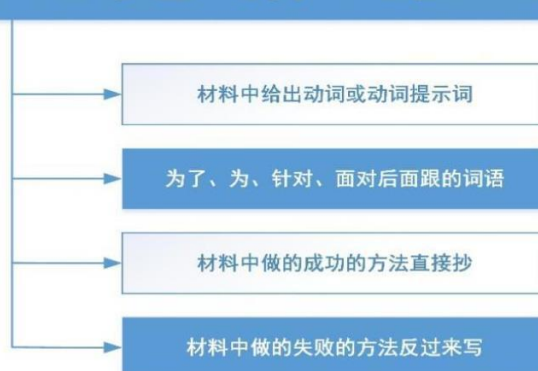 材料中给出动词或动词提示词
为了、为、针对、面对后面跟的词语
材料中做的成功的方法直接抄
材料中做的失败的方法反过来写